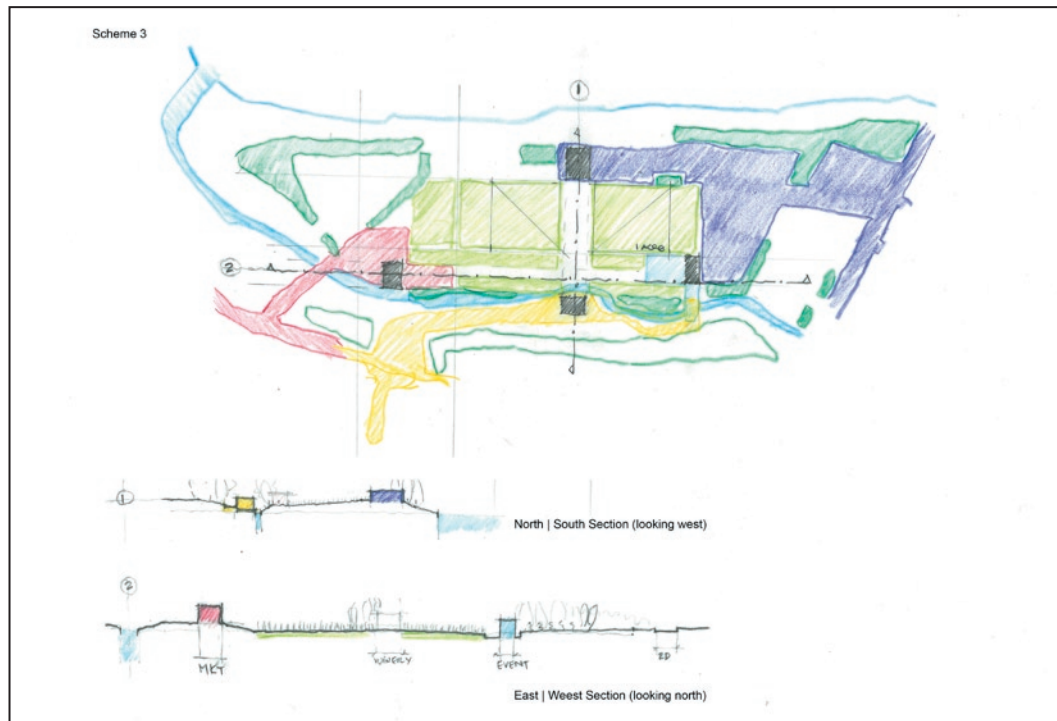 Scheme 3
1
2
1 ACRE
1
North | South Section (looking west)
2
MKT
EVENT
RD
East | Weest Section (looking north)